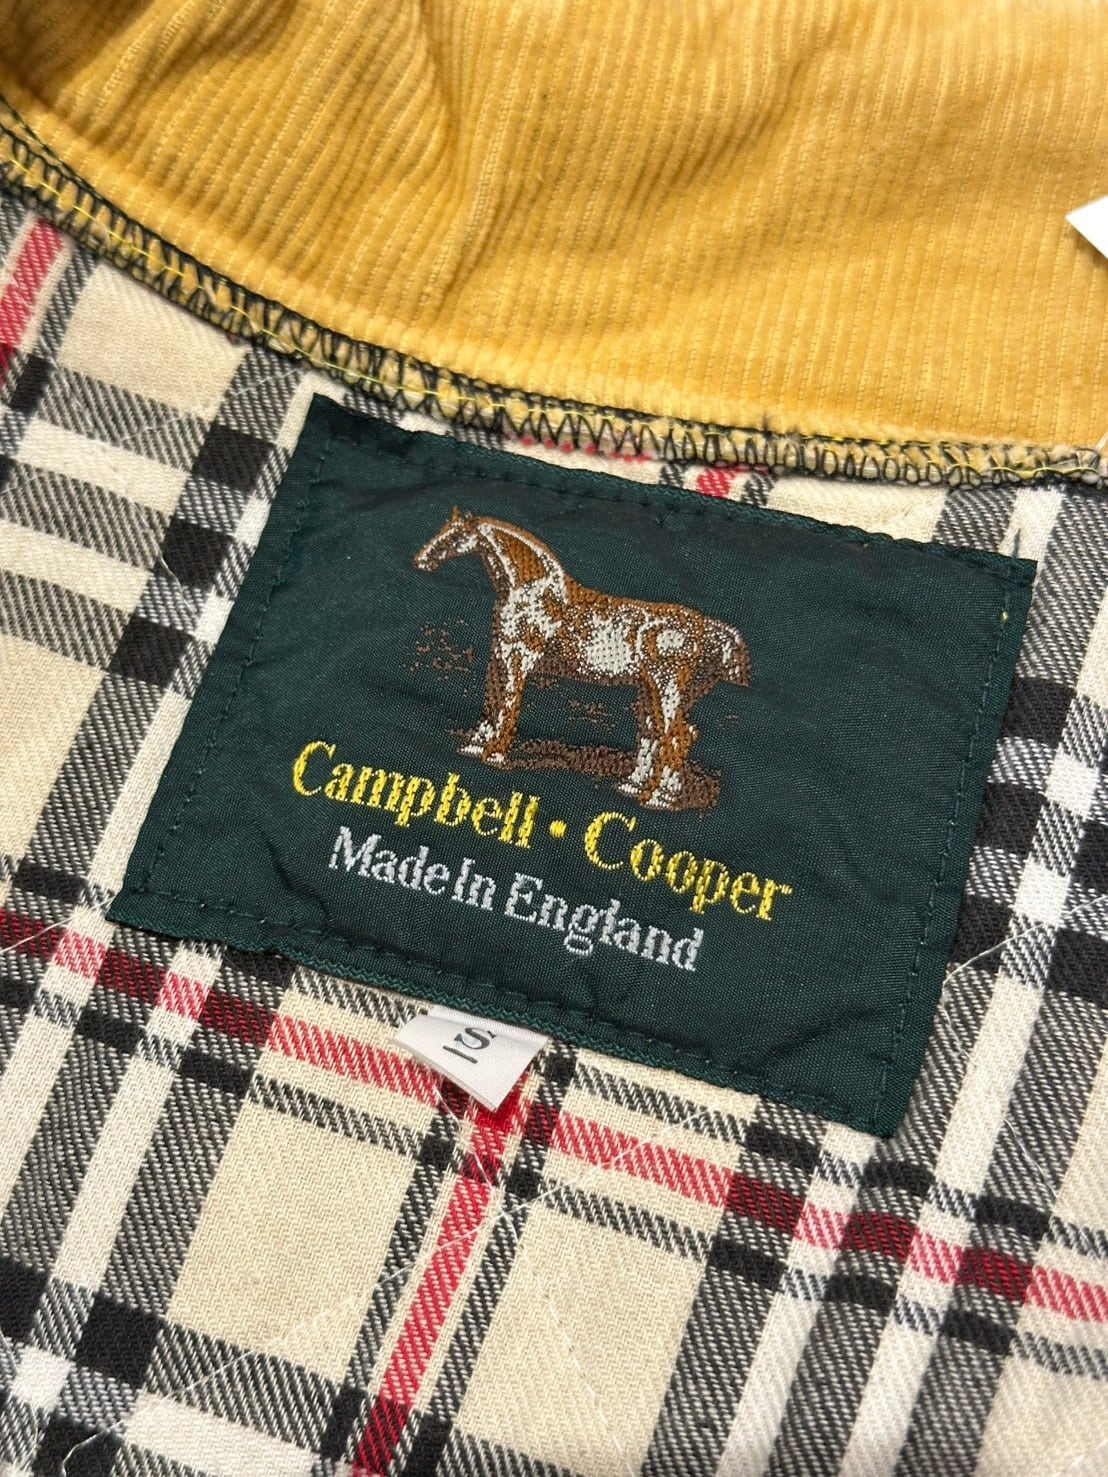 Campbell · Cooper
Made In England
S